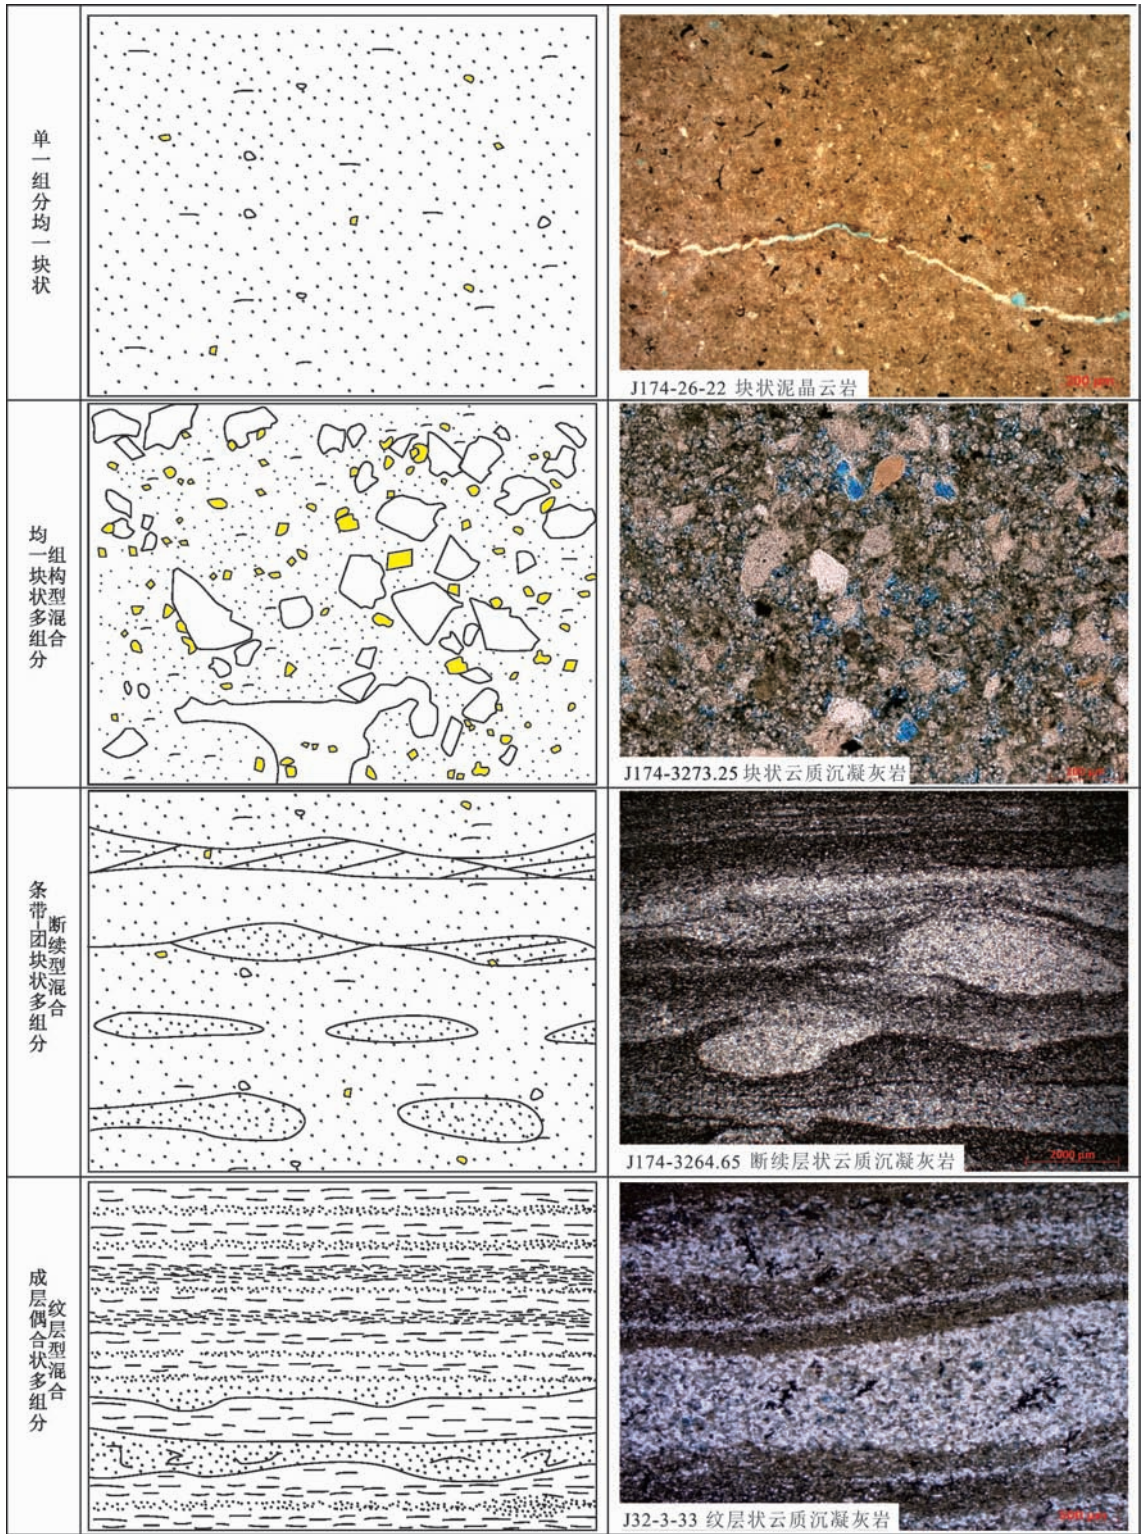 单一组分均一块状
200 μm
J174-26-22 块状泥晶云岩
均一块状多组分
组构型混合
J174-3273.25 块状云质沉凝灰岩
条带-团块状多组分
断续型混合
2000 μm
J174-3264.65 断续层状云质沉凝灰岩
成层偶合状多组分
纹层型混合
J32-3-33 纹层状云质沉凝灰岩